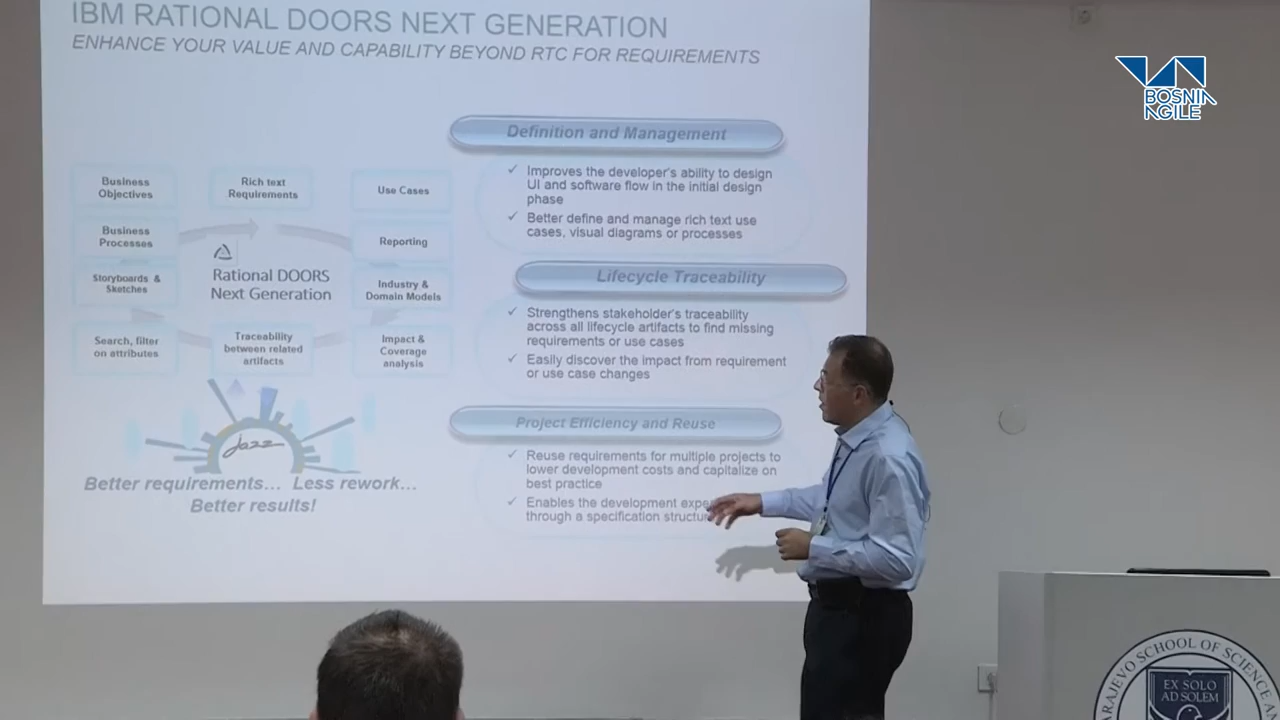 IBM RATIONAL DOORS NEXT GENERATION
ENHANCE YOUR VALUE AND CAPABILITY BEYOND RTC FOR REQUIREMENTS
BOSNIA
AGILE
Business
Objectives
Rich text
Requirements
Use Cases
Business
Processes
Reporting
Rational DOORS
Next Generation
Storyboards &
Sketches
Industry &
Domain Models
Search, filter
on attributes
Traceability
between related
artifacts
Impact &
Coverage
analysis
Jazz
Better requirements... Less rework...
Better results!
Definition and Management
✓ Improves the developer's ability to design
UI and software flow in the initial design
phase
✓ Better define and manage rich text use
cases, visual diagrams or processes
Lifecycle Traceability
✓ Strengthens stakeholder's traceability
across all lifecycle artifacts to find missing
requirements or use cases
✓ Easily discover the impact from requirement
or use case changes
Project Efficiency and Reuse
✓ Reuse requirements for multiple projects to
lower development costs and capitalize on
best practice
✓ Enables the development
through a specification
SCHOOL OF SCIENCE
EX SOLO
AD SOLEM